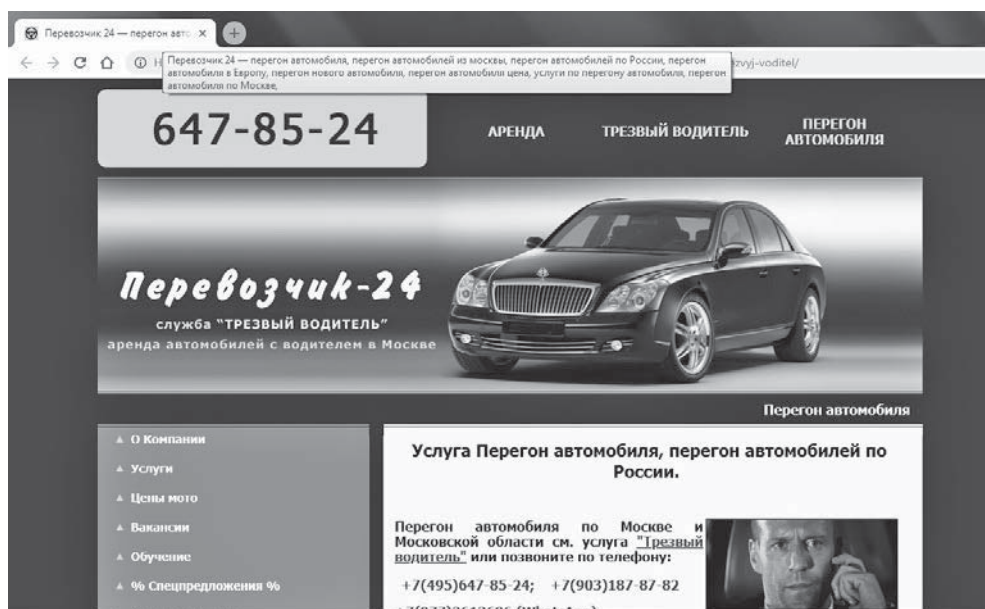 Перевозчик 24 — перегон авто
Перевозчик 24 — перегон автомобиля, перегон автомобилей из москвы, перегон автомобилей по России, перегон
автомобиля в Европу, перегон нового автомобиля, перегон автомобиля цена, услуги по перегону автомобиля, перегон
автомобиля по Москве,
zvyj-voditel/
647-85-24
АРЕНДА
ТРЕЗВЫЙ ВОДИТЕЛЬ
ПЕРЕГОН
АВТОМОБИЛЯ
Перевозчик-24
служба "ТРЕЗВЫЙ ВОДИТЕЛЬ"
аренда автомобилей с водителем в Москве
Перегон автомобиля
О Компании
Услуги
Цены мото
Вакансии
Обучение
% Спецпредложения %
Услуга Перегон автомобиля, перегон автомобилей по
России.
Перегон автомобиля по Москве и
Московской области см. услуга "Трезвый
водитель" или позвоните по телефону:
+7(495)647-85-24; +7(903)187-87-82